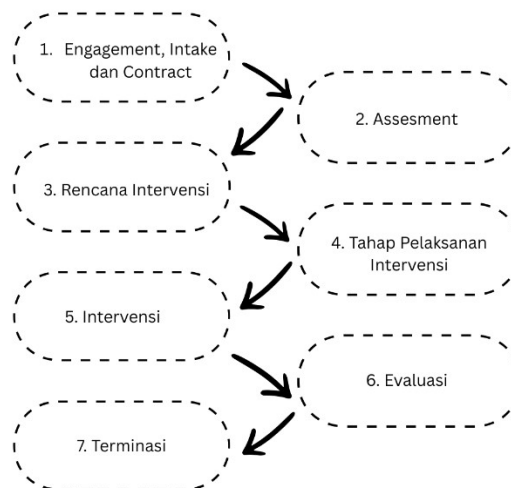 1. Engagement, Intake
dan Contract
2. Assesment
3. Rencana Intervensi
4. Tahap Pelaksanan
Intervensi
5. Intervensi
6. Evaluasi
7. Terminasi